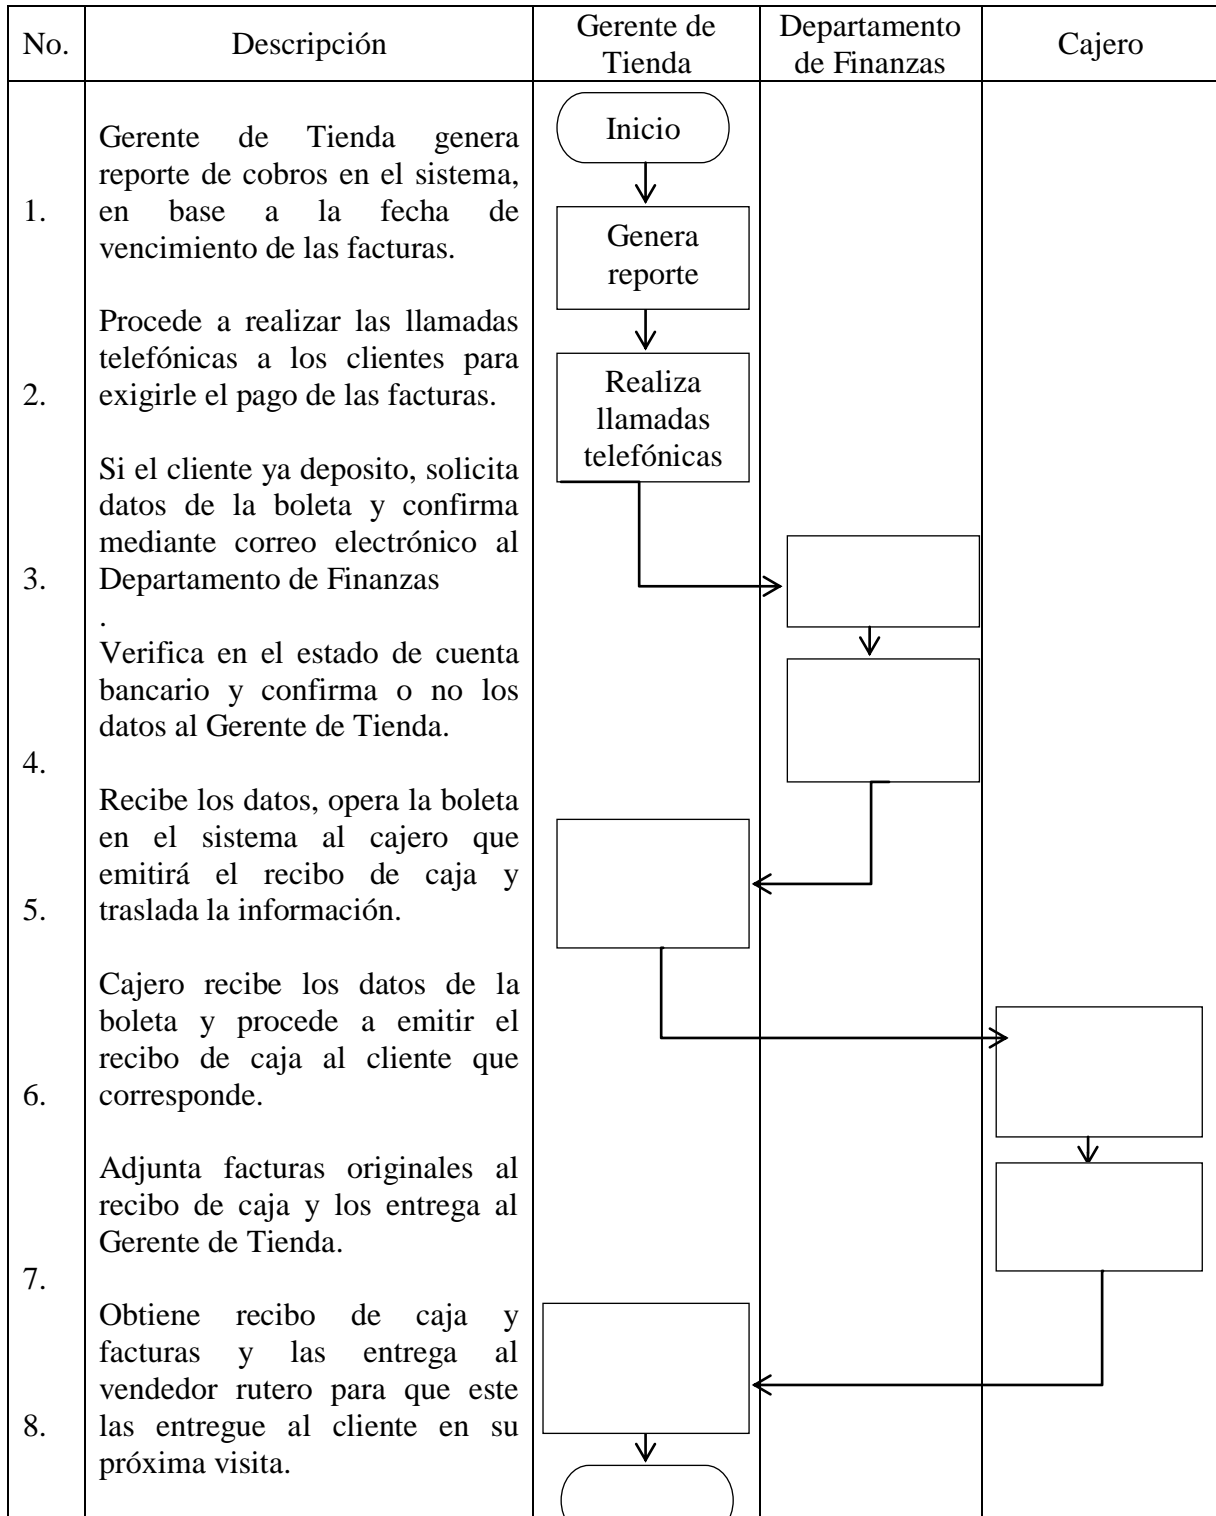 No.
Descripción
Gerente de
Tienda
Departamento
de Finanzas
Cajero
1.
Gerente de Tienda genera
reporte de cobros en el sistema,
en base a la fecha de
vencimiento de las facturas.
Inicio
Genera
reporte
2.
Procede a realizar las llamadas
telefónicas a los clientes para
exigirle el pago de las facturas.
Realiza
llamadas
telefónicas
3.
Si el cliente ya deposito, solicita
datos de la boleta y confirma
mediante correo electrónico al
Departamento de Finanzas
.
4.
Verifica en el estado de cuenta
bancario y confirma o no los
datos al Gerente de Tienda.
5.
Recibe los datos, opera la boleta
en el sistema al cajero que
emitirá el recibo de caja y
traslada la información.
6.
Cajero recibe los datos de la
boleta y procede a emitir el
recibo de caja al cliente que
corresponde.
7.
Adjunta facturas originales al
recibo de caja y los entrega al
Gerente de Tienda.
8.
Obtiene recibo de caja y
facturas y las entrega al
vendedor rutero para que este
las entregue al cliente en su
próxima visita.